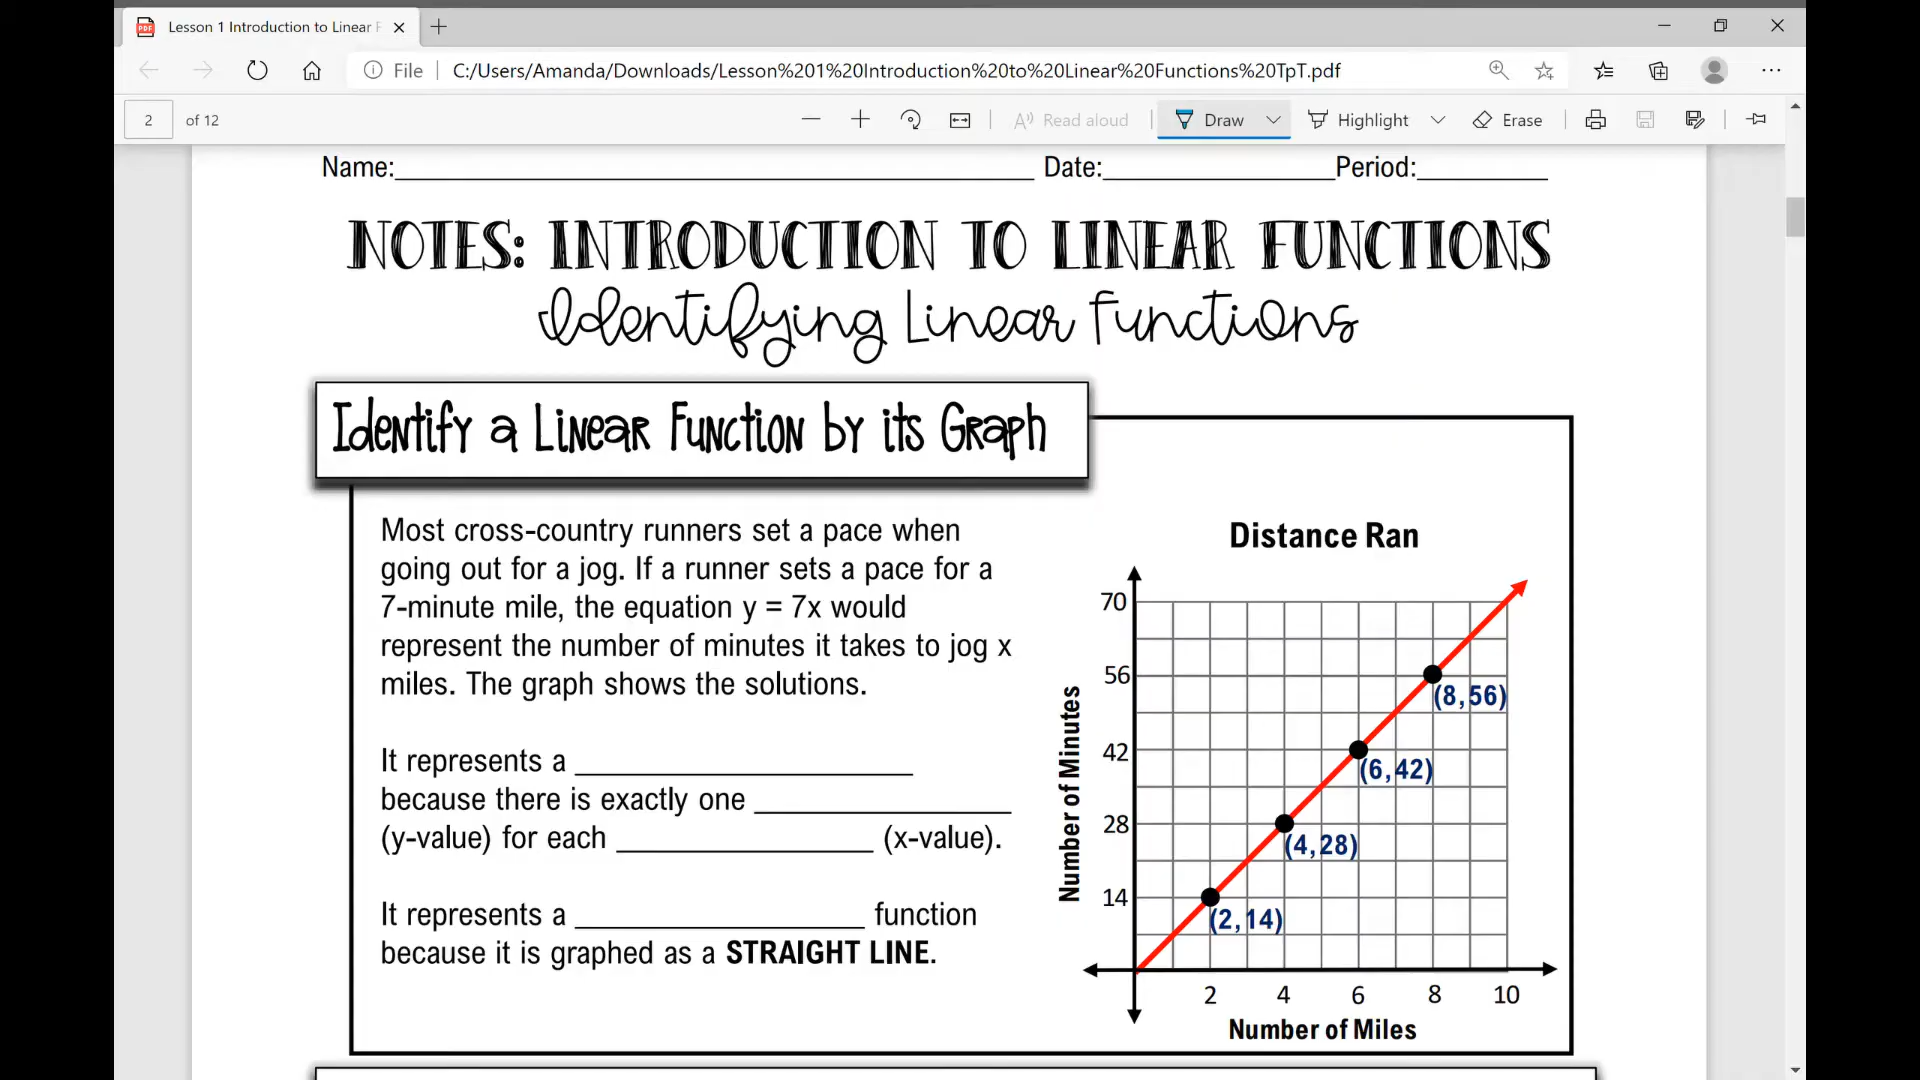 Lesson 1 Introduction to Linear F
File
C:/Users/Amanda/Downloads/Lesson%201%20Introduction%20to%20Linear%20Functions%20TpT.pdf
2 of 12
Read aloud
Draw
Highlight
Erase
Name: Date: Period:
NOTES: INTRODUCTION TO LINEAR FUNCTIONS
Identifying Linear Functions
Identify a Linear Function by its Graph
Most cross-country runners set a pace when
going out for a jog. If a runner sets a pace for a
7-minute mile, the equation y = 7x would
represent the number of minutes it takes to jog x
miles. The graph shows the solutions.
It represents a
because there is exactly one
(y-value) for each (x-value).
It represents a function
because it is graphed as a STRAIGHT LINE.
Distance Ran
Number of Minutes
70
56
42
28
14
(8,56)
(6,42)
(4,28)
(2,14)
2 4 6 8 10
Number of Miles